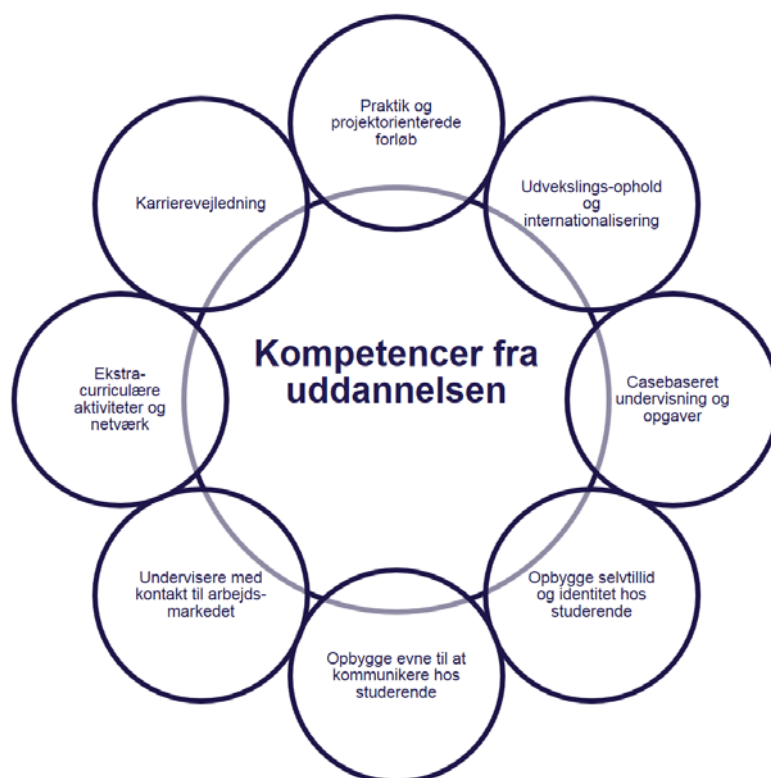 Praktik og
projektorienterede
forløb
Udvekslings-ophold
og
internationalisering
Casebaseret
undervisning og
opgaver
Opbygge selvtillid
og identitet hos
studerende
Opbygge evne til at
kommunikere hos
studerende
Undervisere med
kontakt til arbejds-
markedet
Ekstra-
curriculære
aktiviteter og
netværk
Karrierevejledning
Kompetencer fra
uddannelsen